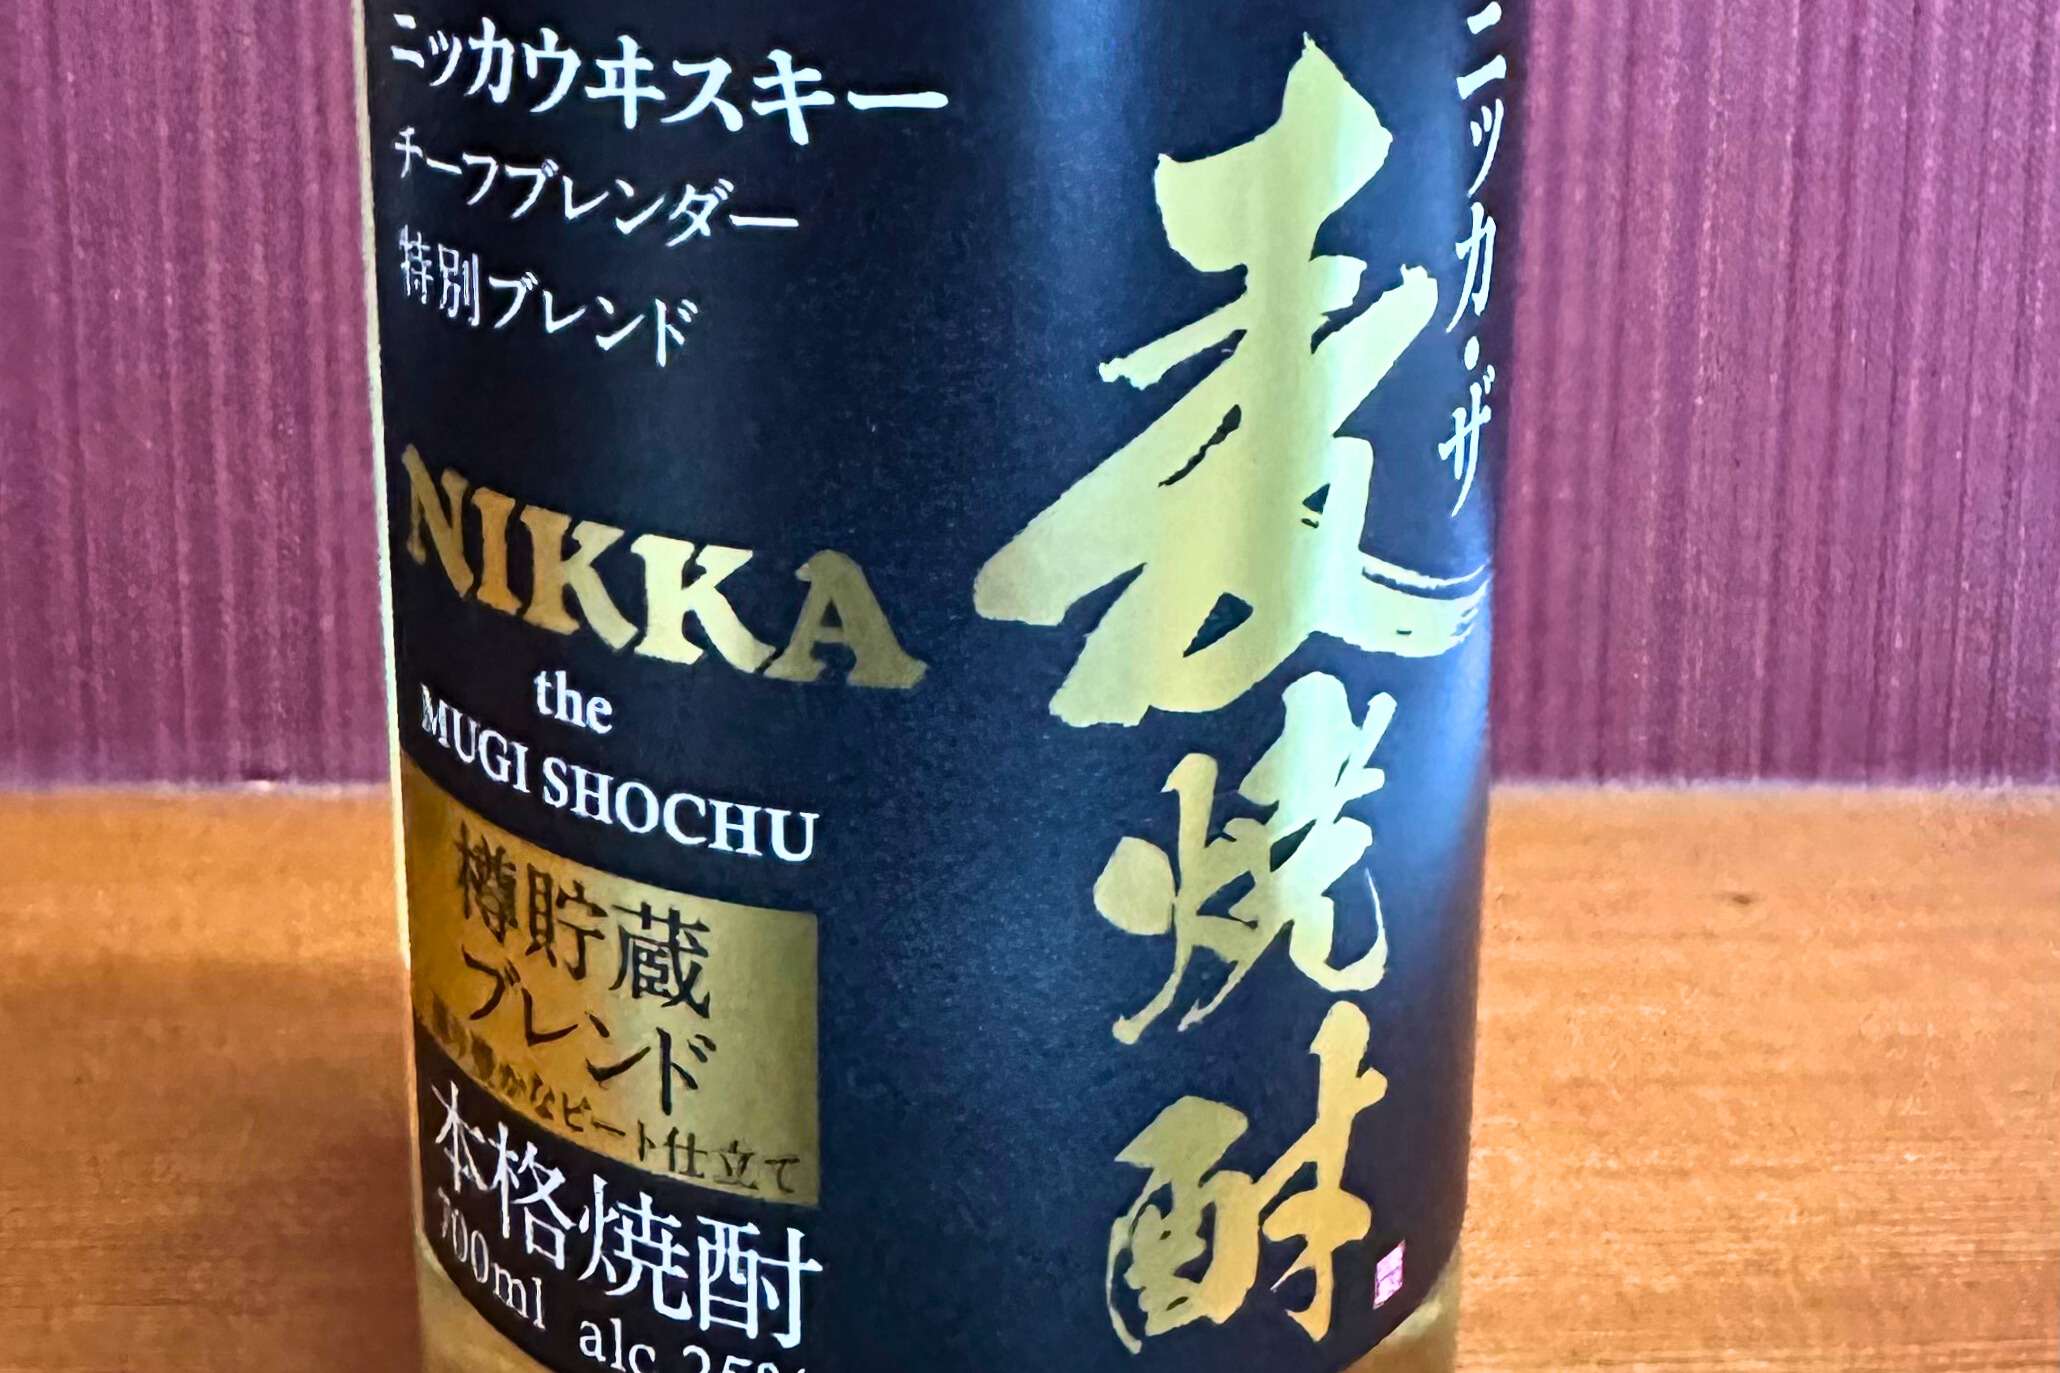 ニッカ・ザ
麦焼酎
ニッカウヰスキー
チーフブレンダー
特別ブレンド
NIKKA
the
MUGI SHOCHU
樽貯蔵
ブレンド
かなピート仕立て
本格焼酎
700ml alc 25%